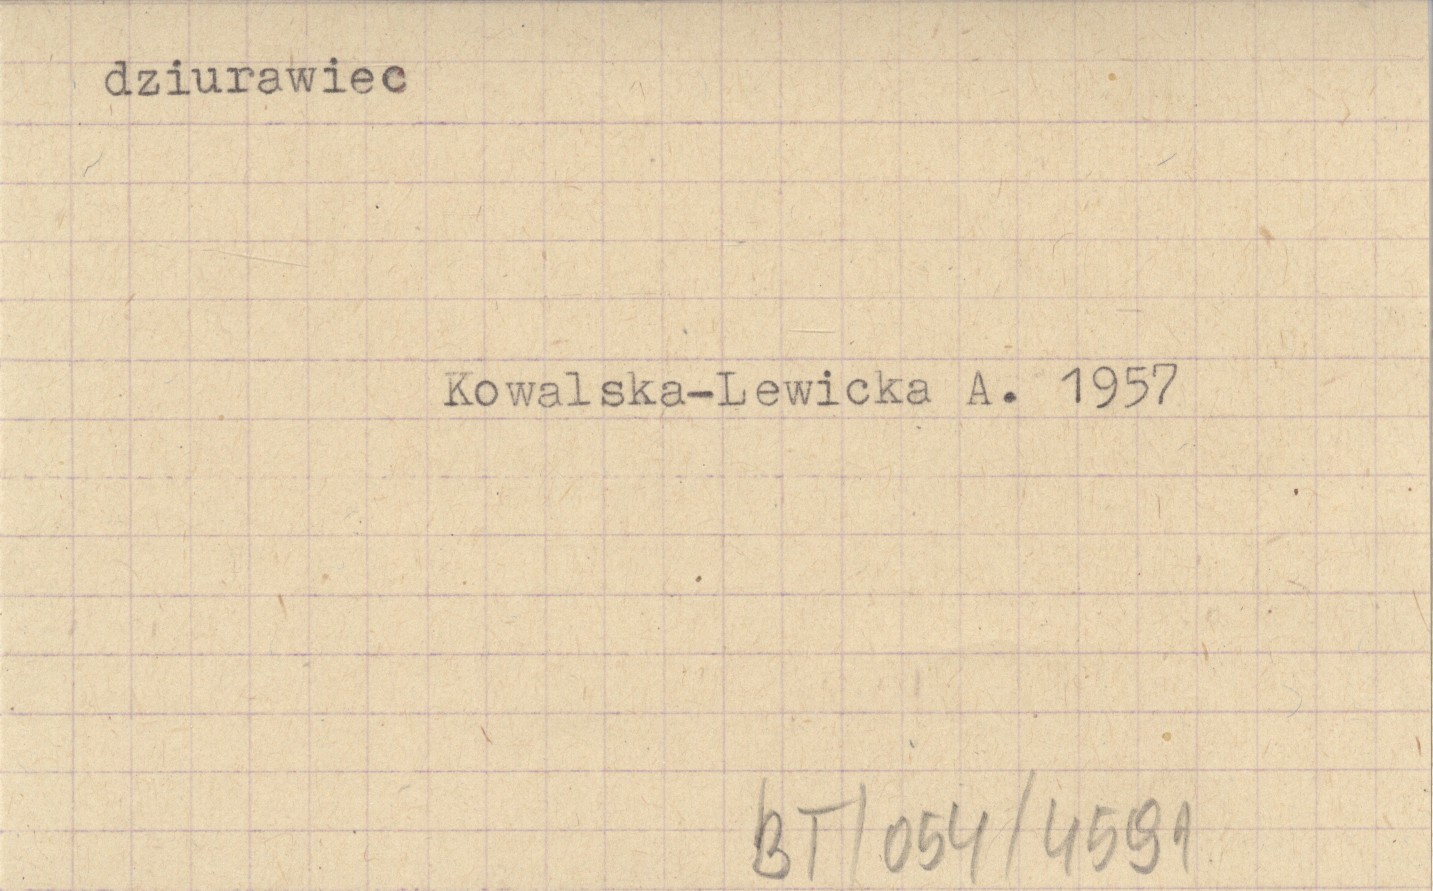 dziurawiec
Kowalska-Lewicka A. 1957
BT/054/4591